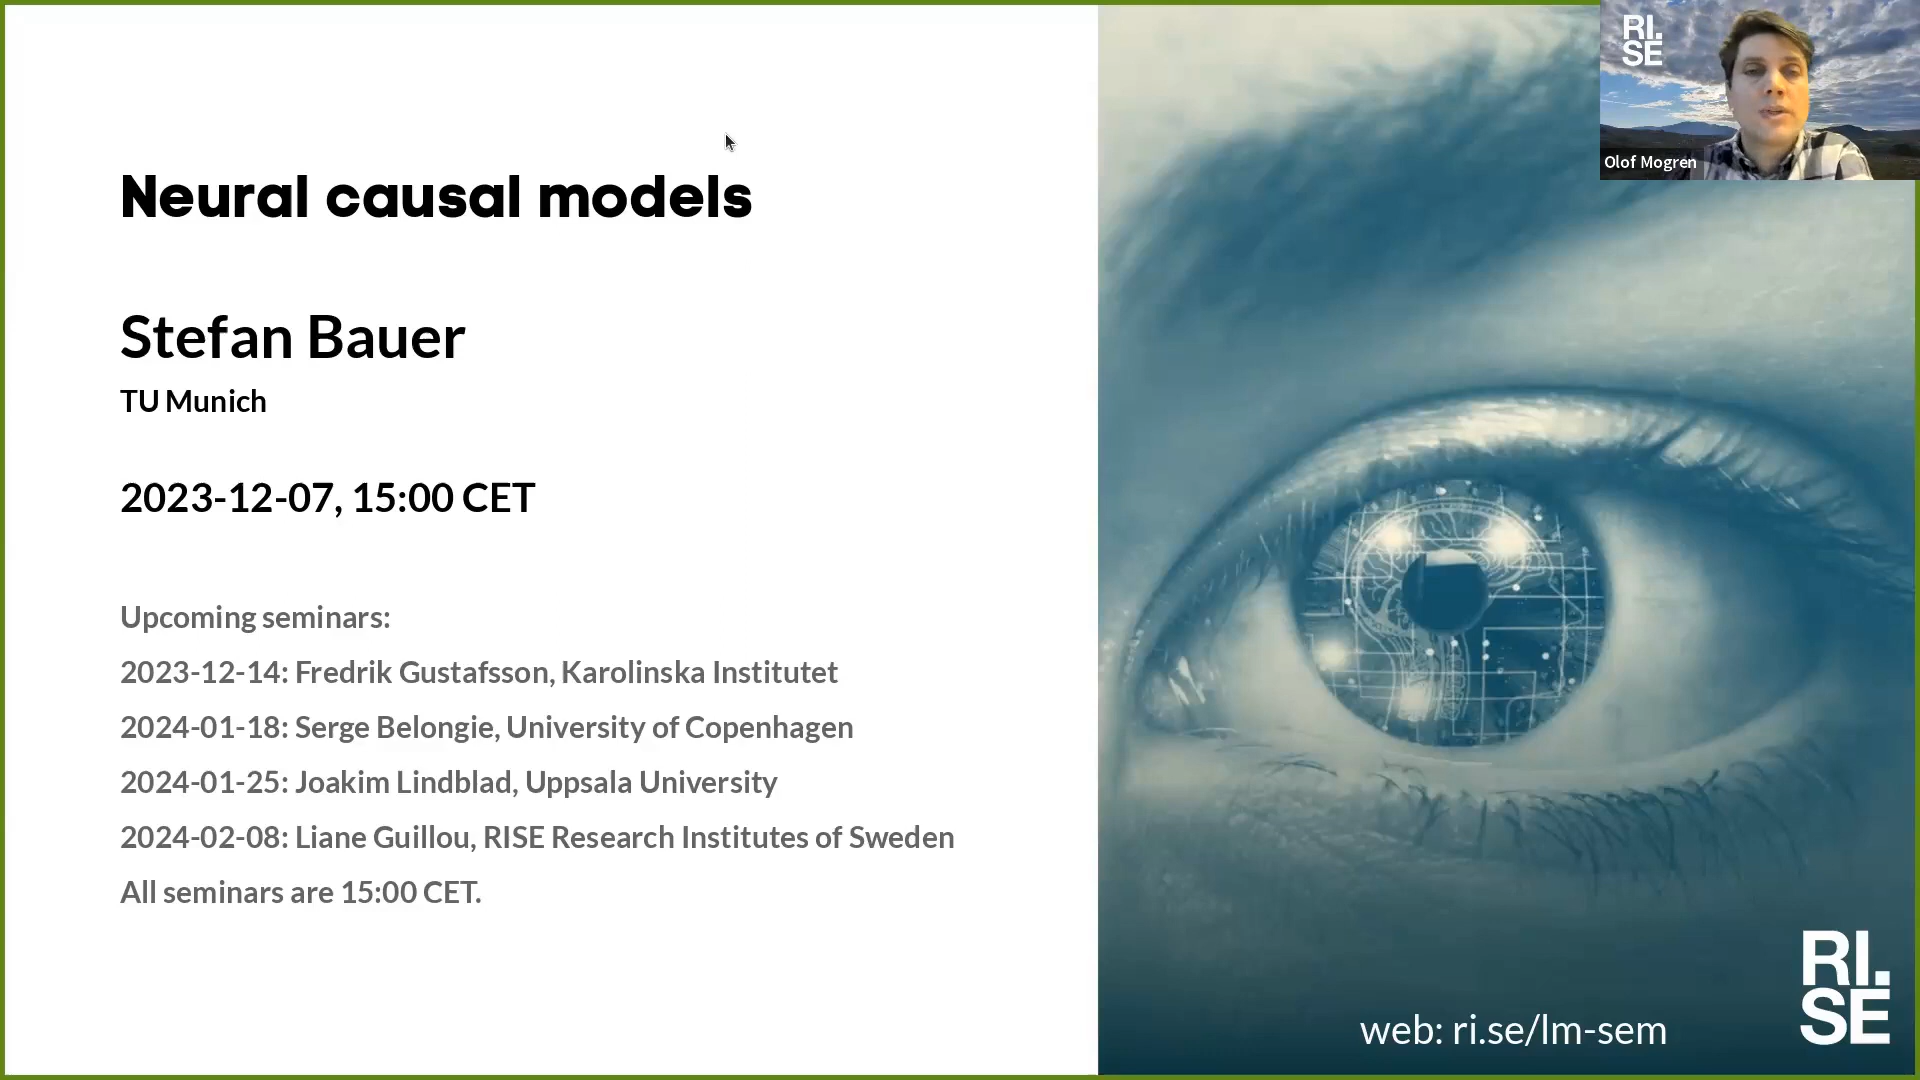 Neural causal models
Stefan Bauer
TU Munich
2023-12-07, 15:00 CET
Upcoming seminars:
2023-12-14: Fredrik Gustafsson, Karolinska Institutet
2024-01-18: Serge Belongie, University of Copenhagen
2024-01-25: Joakim Lindblad, Uppsala University
2024-02-08: Liane Guillou, RISE Research Institutes of Sweden
All seminars are 15:00 CET.
RI.
SE
Olof Mogren
web: ri.se/lm-sem
RI.
SE